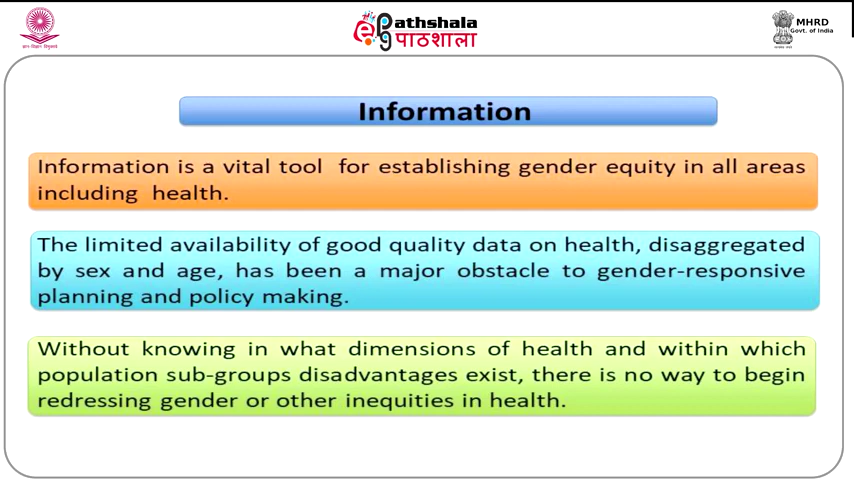 ePathshala
पाठशाला
MHRD
Govt. of India
Information
Information is a vital tool for establishing gender equity in all areas
including health.
The limited availability of good quality data on health, disaggregated
by sex and age, has been a major obstacle to gender-responsive
planning and policy making.
Without knowing in what dimensions of health and within which
population sub-groups disadvantages exist, there is no way to begin
redressing gender or other inequities in health.